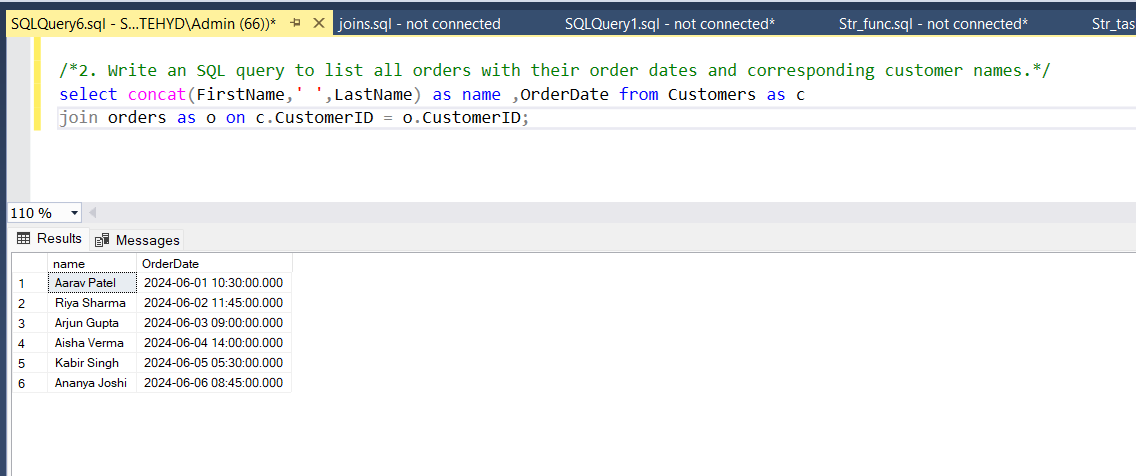 SQLQuery6.sql - S...TEHYD\Admin (66))* joins.sql - not connected SQLQuery1.sql - not connected* Str_func.sql - not connected* Str_tas
/*2. Write an SQL query to list all orders with their order dates and corresponding customer names.*/
select concat(FirstName,' ',LastName) as name ,OrderDate from Customers as c
join orders as o on c.CustomerID = o.CustomerID;
110 %
Results Messages
name OrderDate
1 Aarav Patel 2024-06-01 10:30:00.000
2 Riya Sharma 2024-06-02 11:45:00.000
3 Arjun Gupta 2024-06-03 09:00:00.000
4 Aisha Verma 2024-06-04 14:00:00.000
5 Kabir Singh 2024-06-05 05:30:00.000
6 Ananya Joshi 2024-06-06 08:45:00.000